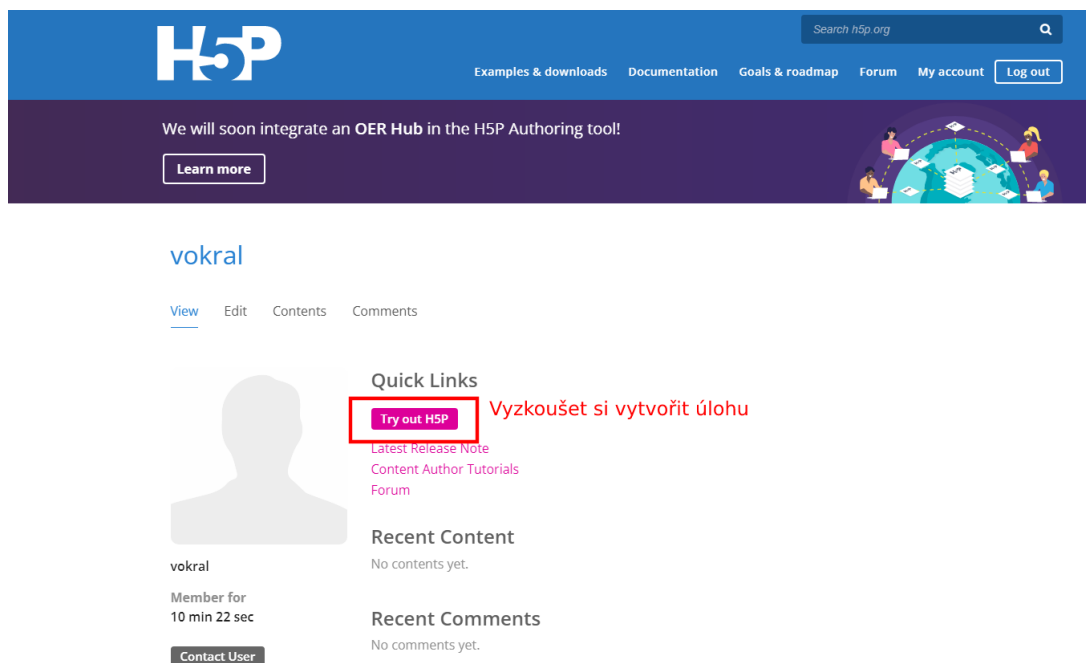 H5P
Search h5p.org
Examples & downloads Documentation Goals & roadmap Forum My account Log out
We will soon integrate an OER Hub in the H5P Authoring tool!
Learn more
vokral
View Edit Contents Comments
Quick Links
Try out H5P
Vyzkoušet si vytvořit úlohu
Latest Release Note
Content Author Tutorials
Forum
Recent Content
No contents yet.
vokral
Member for
10 min 22 sec
Recent Comments
No comments yet.
Contact User